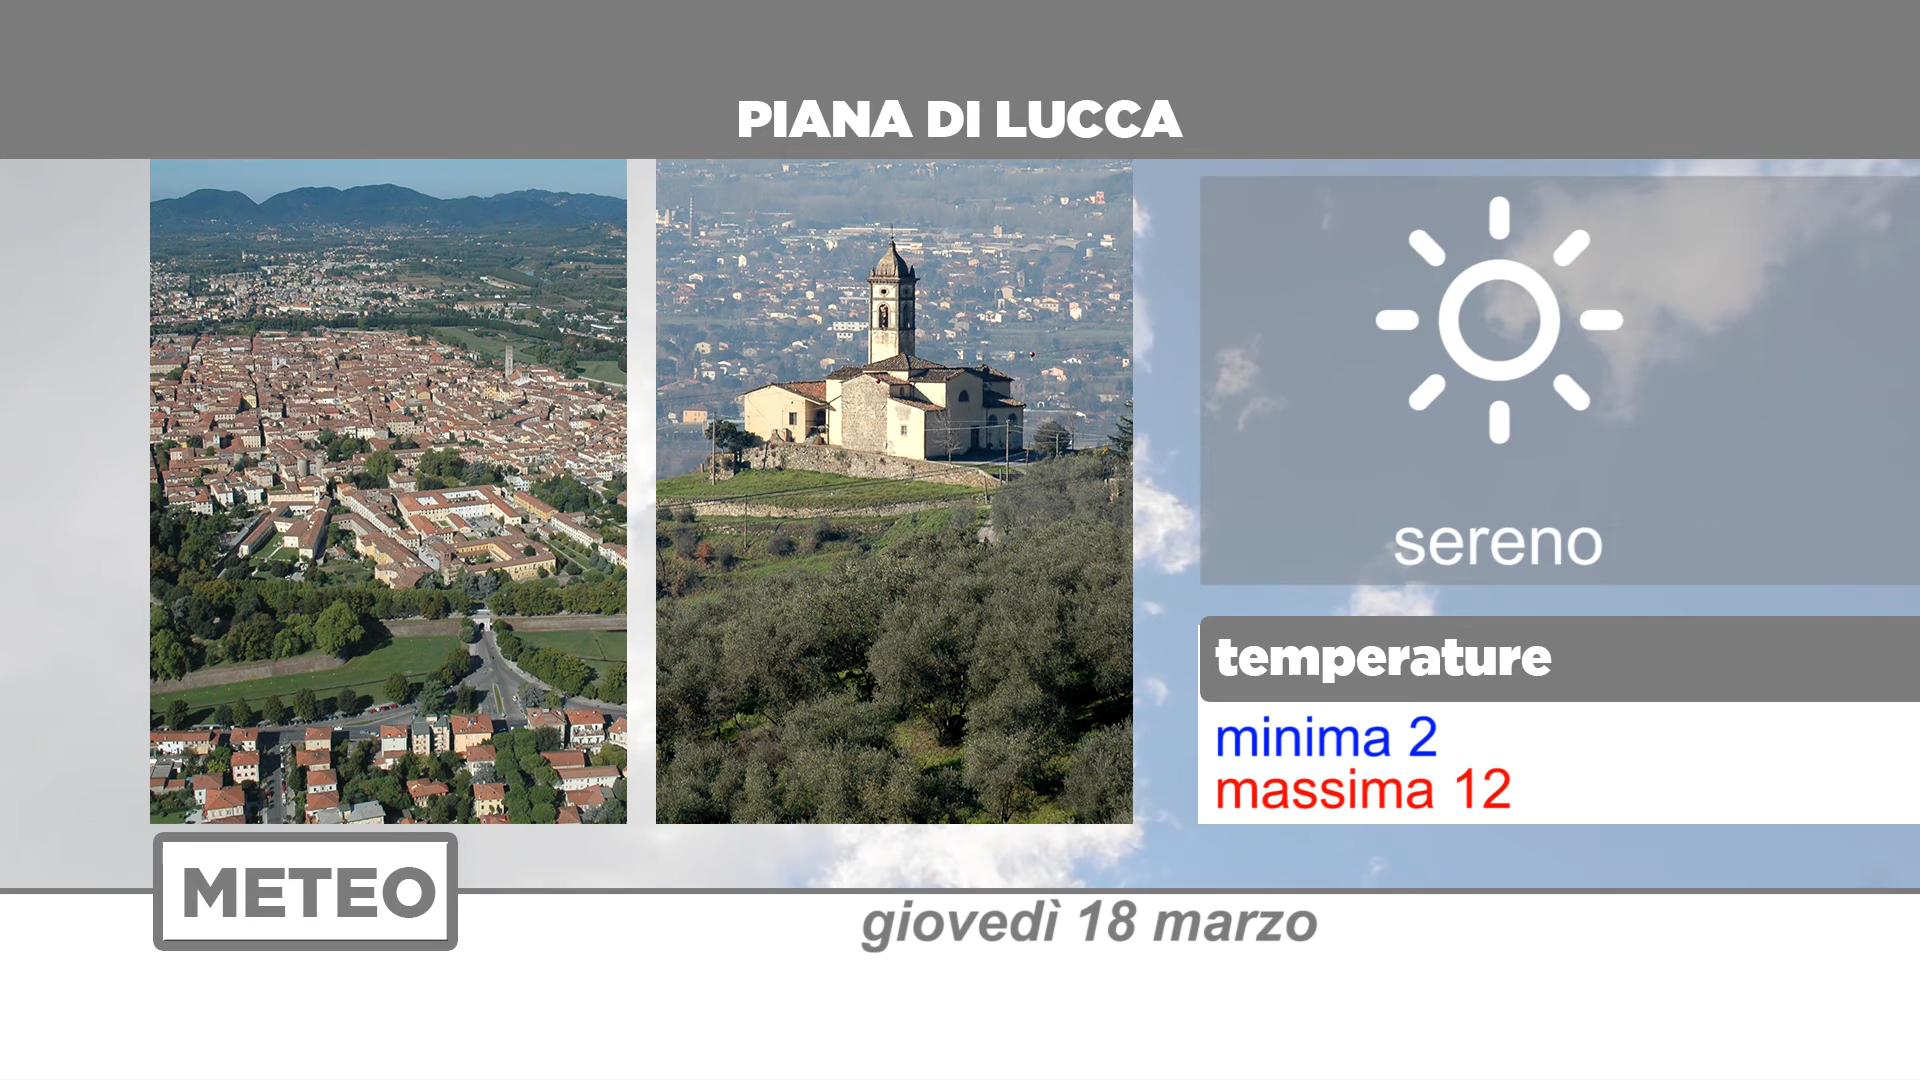 PIANA DI LUCCA
sereno
temperature
minima 2
massima 12
METEO
giovedì 18 marzo